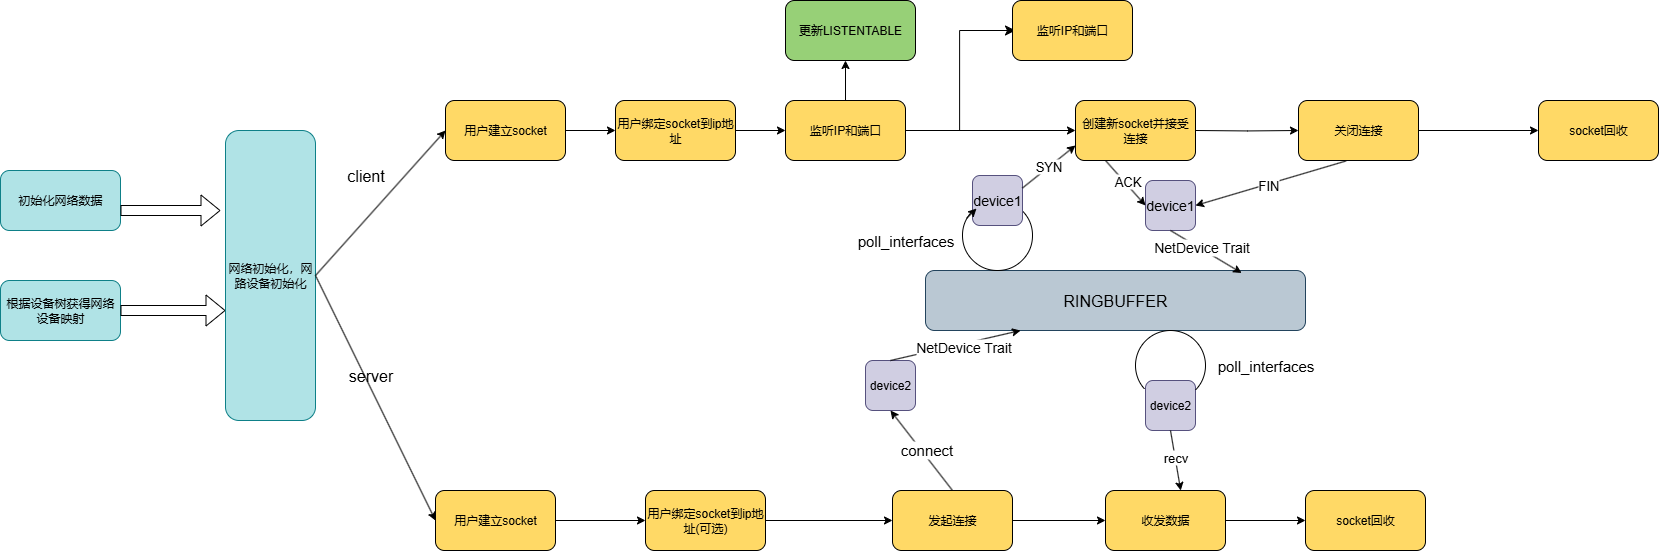 更新LISTENTABLE
监听IP和端口
用户建立socket
用户绑定socket到ip地
址
监听IP和端口
创建新socket并接受
连接
关闭连接
socket回收
client
SYN
ACK
FIN
初始化网络数据
device1
device1
poll_interfaces
NetDevice Trait
网络初始化，网
路设备初始化
根据设备树获得网络
设备映射
RINGBUFFER
NetDevice Trait
server
device2
poll_interfaces
device2
connect
recv
用户建立socket
用户绑定socket到ip地
址(可选)
发起连接
收发数据
socket回收